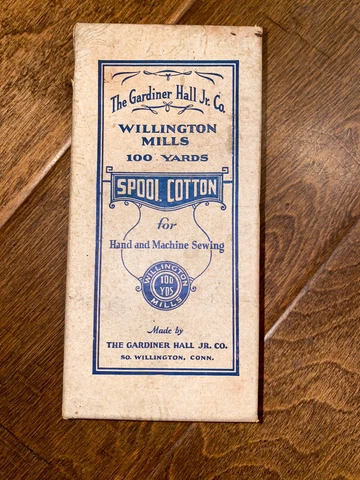 The Gardiner Hall Jr. Co.
WILLINGTON
MILLS
100 YARDS
SPOOL COTTON
for
Hand and Machine Sewing
WILLINGTON
100
YDS
MILLS
Made by
THE GARDINER HALL JR. CO.
SO. WILLINGTON, CONN.